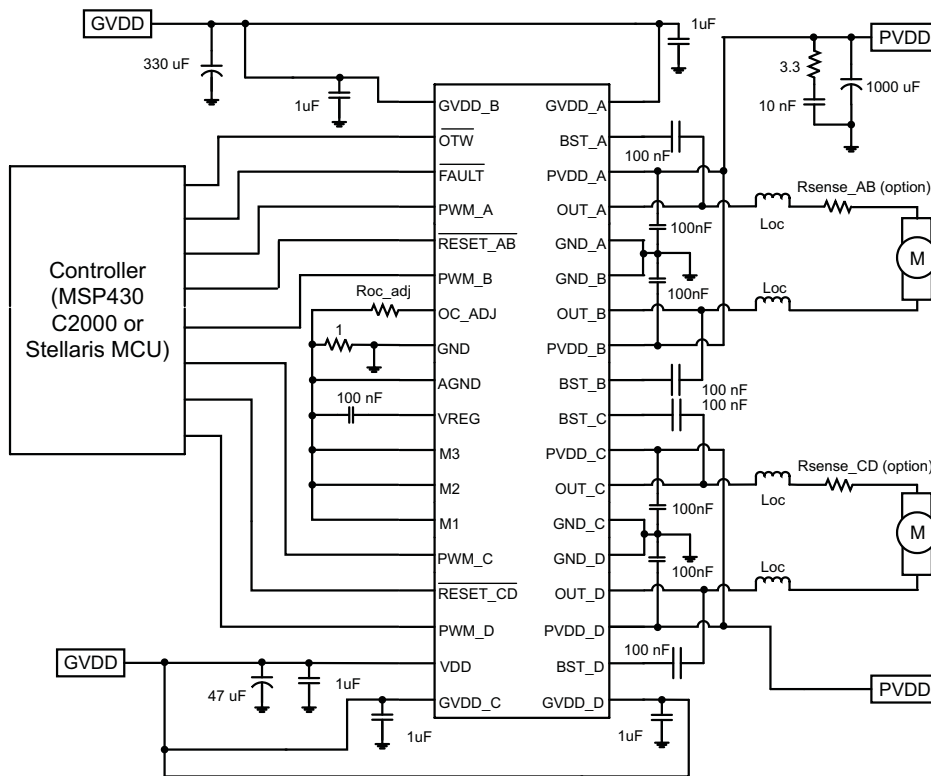 GVDD
PVDD
330 uF
1uF
1uF
3.3
10 nF
1000 uF
GVDD_B
GVDD_A
OTW
BST_A
100 nF
FAULT
PVDD_A
Rsense_AB (option)
PWM_A
OUT_A
Loc
100nF
M
RESET_AB
GND_A
Controller
(MSP430
C2000 or
Stellaris MCU)
PWM_B
GND_B
100nF
Loc
Roc_adj
OC_ADJ
OUT_B
1
GND
PVDD_B
AGND
BST_B
100 nF
100 nF
100 nF
VREG
BST_C
M3
PVDD_C
Rsense_CD (option)
M2
OUT_C
Loc
100nF
M
M1
GND_C
PWM_C
GND_D
100nF
Loc
RESET_CD
OUT_D
PWM_D
PVDD_D
100 nF
GVDD
VDD
BST_D
47 uF
1uF
PVDD
GVDD_C
GVDD_D
1uF
1uF